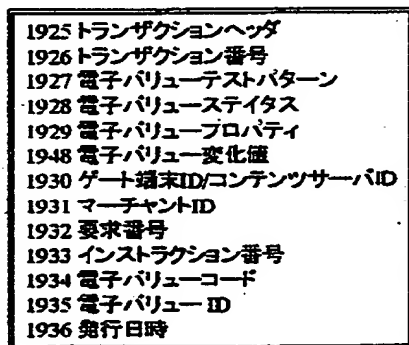 1925 トランザクションヘッダ
1926 トランザクション番号
1927 電子バリューテストパターン
1928 電子バリューステイタス
1929 電子バリュープロパティ
1948 電子バリュー変化値
1930 ゲート端末ID/コンテンツサーバID
1931 マーチャントID
1932 要求番号
1933 インストラクション番号
1934 電子バリューコード
1935 電子バリュー ID
1936 発行日時